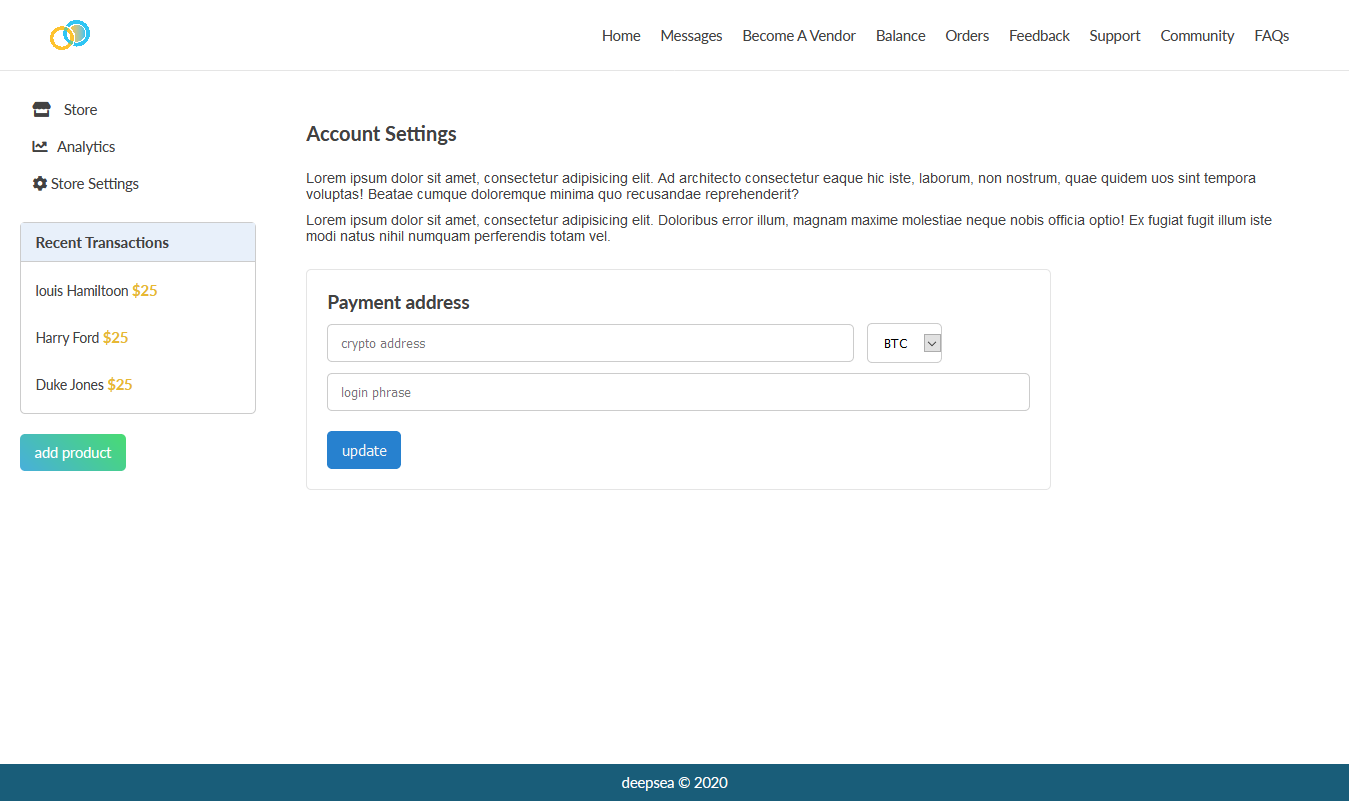 Home Messages Become A Vendor Balance Orders Feedback Support Community FAQs
Store
Analytics
Store Settings
Recent Transactions
louis Hamiltoon $25
Harry Ford $25
Duke Jones $25
add product
Account Settings
Lorem ipsum dolor sit amet, consectetur adipisicing elit. Ad architecto consectetur eaque hic iste, laborum, non nostrum, quae quidem uos sint tempora
voluptas! Beatae cumque doloremque minima quo recusandae reprehenderit?
Lorem ipsum dolor sit amet, consectetur adipisicing elit. Doloribus error illum, magnam maxime molestiae neque nobis officia optio! Ex fugiat fugit illum iste
modi natus nihil numquam perferendis totam vel.
Payment address
crypto address
BTC
login phrase
update
deepsea © 2020